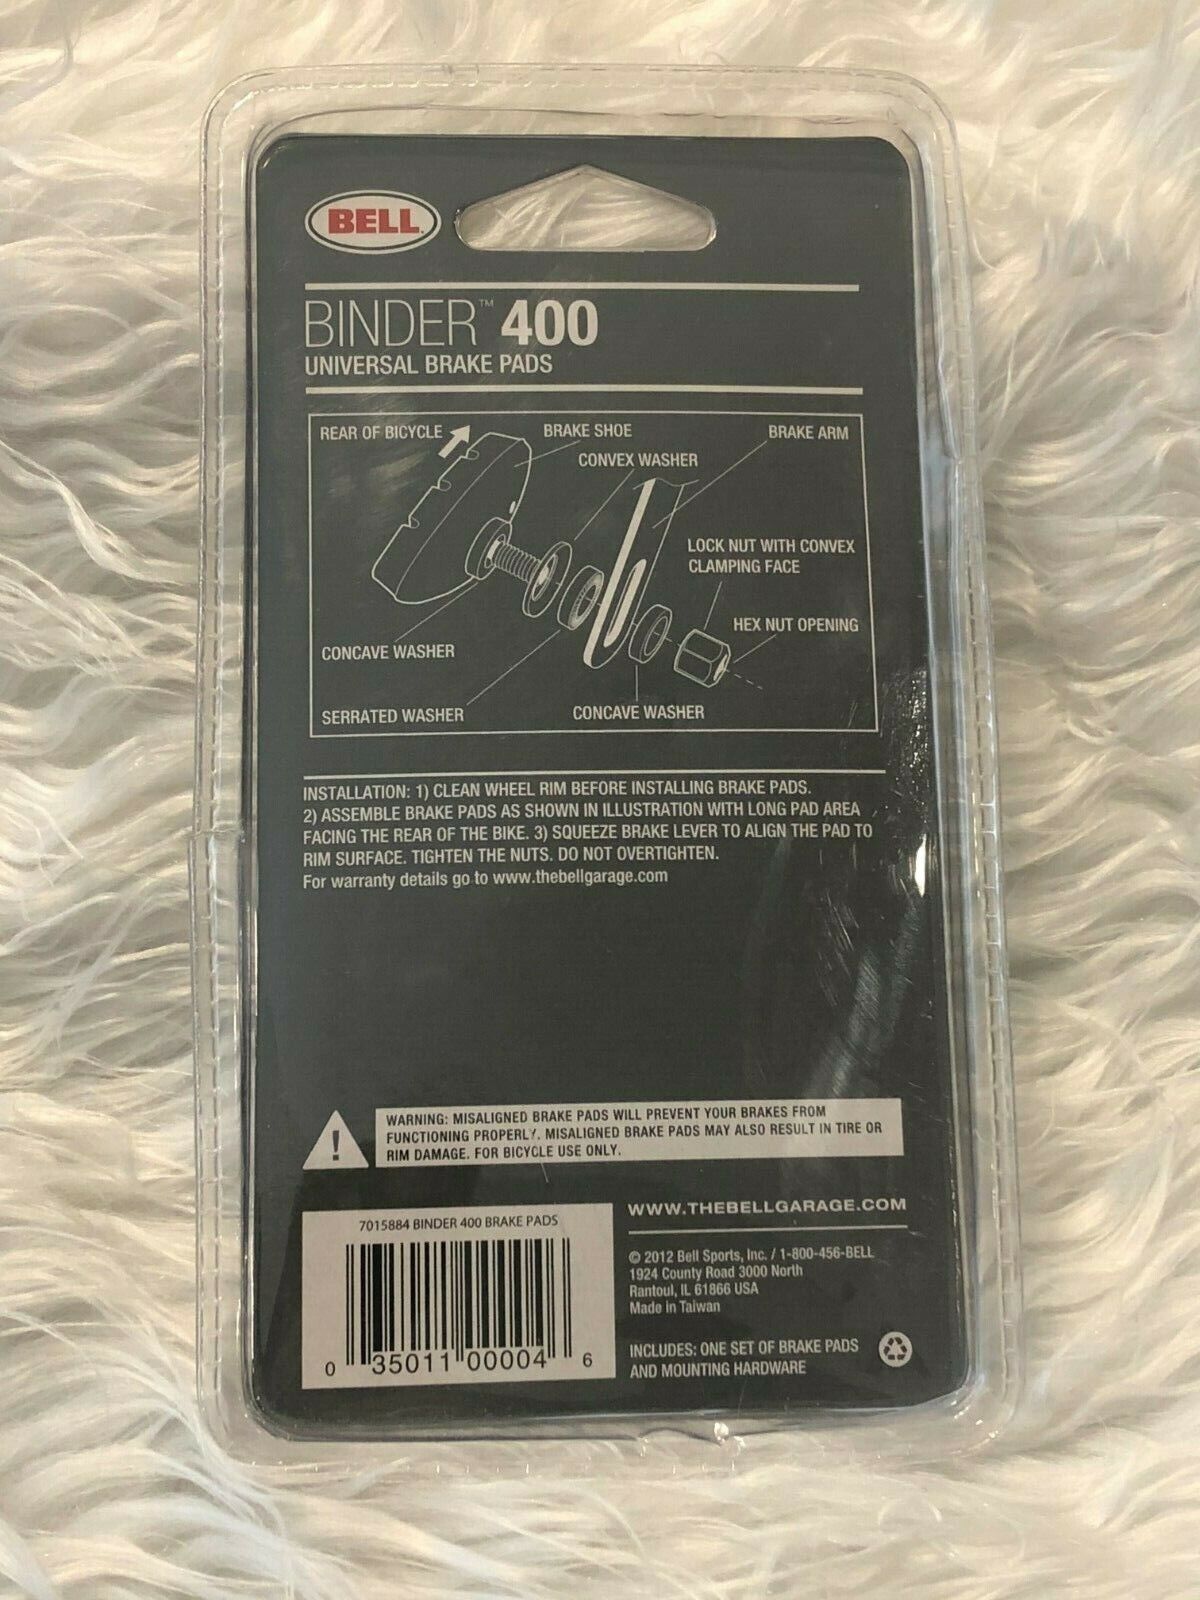 BELL
BINDER™ 400
UNIVERSAL BRAKE PADS
REAR OF BICYCLE
BRAKE SHOE
BRAKE ARM
CONVEX WASHER
LOCK NUT WITH CONVEX
CLAMPING FACE
HEX NUT OPENING
CONCAVE WASHER
SERRATED WASHER
CONCAVE WASHER
INSTALLATION: 1) CLEAN WHEEL RIM BEFORE INSTALLING BRAKE PADS.
2) ASSEMBLE BRAKE PADS AS SHOWN IN ILLUSTRATION WITH LONG PAD AREA
FACING THE REAR OF THE BIKE. 3) SQUEEZE BRAKE LEVER TO ALIGN THE PAD TO
RIM SURFACE. TIGHTEN THE NUTS. DO NOT OVERTIGHTEN.
For warranty details go to www.thebellgarage.com
!
WARNING: MISALIGNED BRAKE PADS WILL PREVENT YOUR BRAKES FROM
FUNCTIONING PROPERLY. MISALIGNED BRAKE PADS MAY ALSO RESULT IN TIRE OR
RIM DAMAGE. FOR BICYCLE USE ONLY.
7015884 BINDER 400 BRAKE PADS
0 35011 00004 6
WWW.THEBELLGARAGE.COM
© 2012 Bell Sports, Inc. / 1-800-456-BELL
1924 County Road 3000 North
Rantoul, IL 61866 USA
Made in Taiwan
INCLUDES: ONE SET OF BRAKE PADS
AND MOUNTING HARDWARE